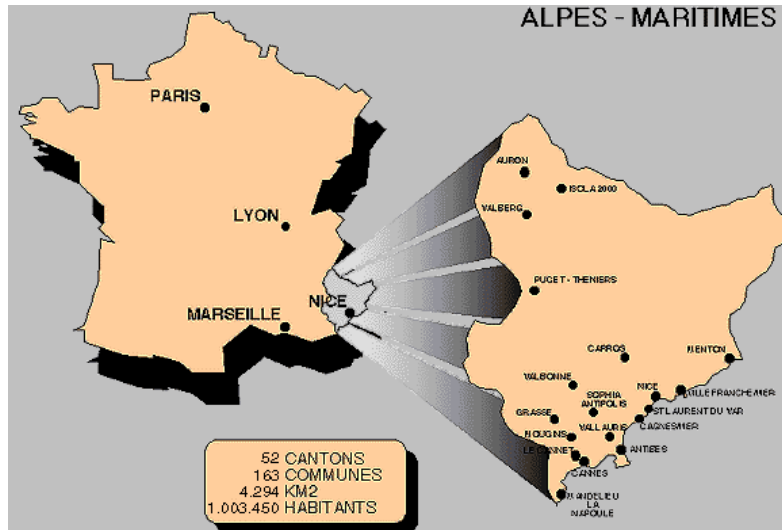 ALPES - MARITIMES
PARIS
LYON
MARSEILLE
NICE
AURON
ISOLA 2000
VALBERG
PUGET - THENIERS
CARROS
MENTON
VALBONNE
NICE
VILLEFRANCHE/MER
SOPHIA
ANTIPOLIS
ST LAURENT DU VAR
GRASSE
CAGNES/MER
MOUGINS
VALLAURIS
LE CANNET
ANTIBES
CANNES
MANDELIEU
LA
NAPOULE
52 CANTONS
163 COMMUNES
4.294 KM2
1.003.450 HABITANTS